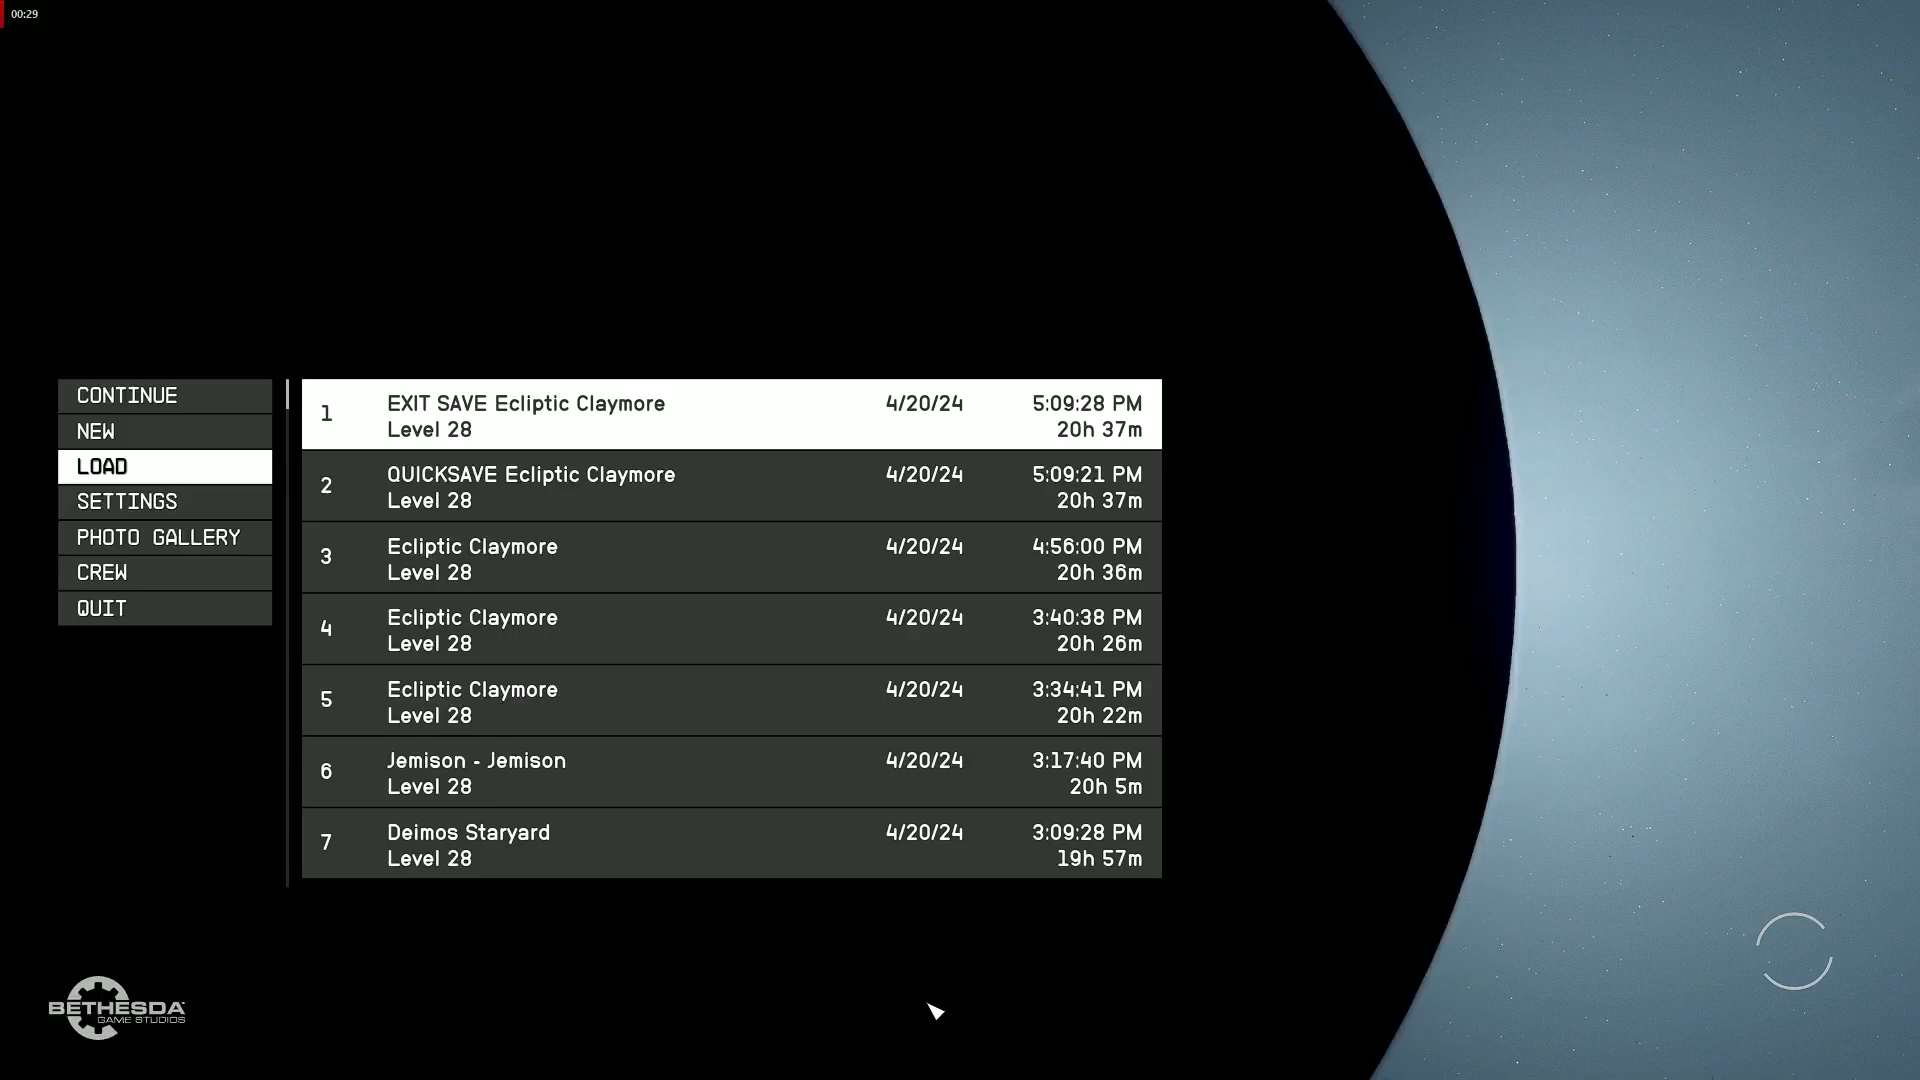 00:29
CONTINUE
NEW
LOAD
SETTINGS
PHOTO GALLERY
CREW
QUIT
1 EXIT SAVE Ecliptic Claymore 4/20/24 5:09:28 PM
Level 28 20h 37m
2 QUICKSAVE Ecliptic Claymore 4/20/24 5:09:21 PM
Level 28 20h 37m
3 Ecliptic Claymore 4/20/24 4:56:00 PM
Level 28 20h 36m
4 Ecliptic Claymore 4/20/24 3:40:38 PM
Level 28 20h 26m
5 Ecliptic Claymore 4/20/24 3:34:41 PM
Level 28 20h 22m
6 Jemison - Jemison 4/20/24 3:17:40 PM
Level 28 20h 5m
7 Deimos Staryard 4/20/24 3:09:28 PM
Level 28 19h 57m
BETHESDA
GAME STUDIOS